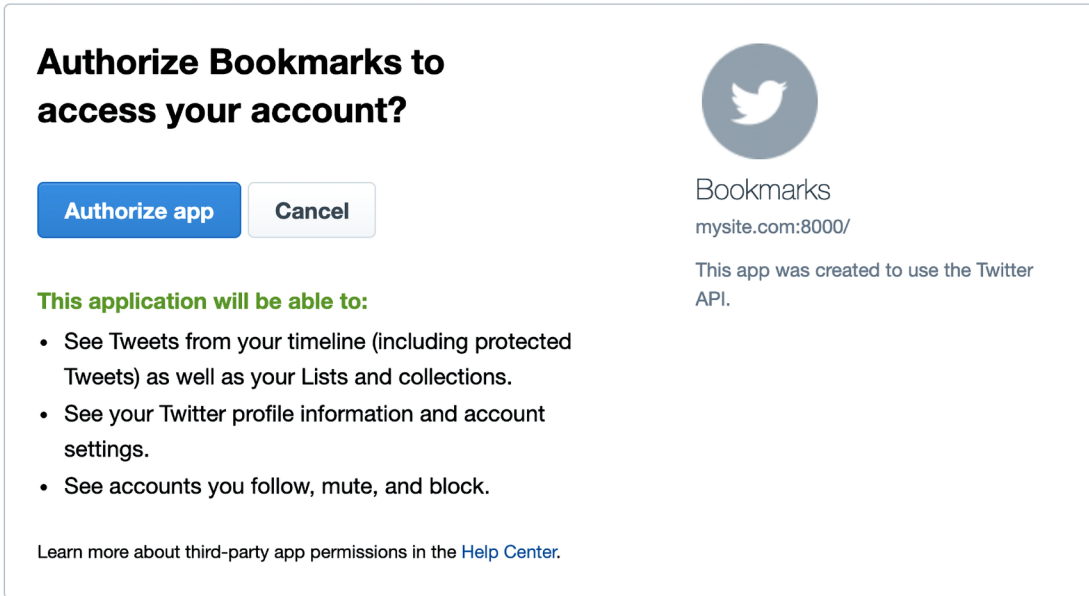 Authorize Bookmarks to
access your account?
Authorize app
Cancel
This application will be able to:
• See Tweets from your timeline (including protected
Tweets) as well as your Lists and collections.
• See your Twitter profile information and account
settings.
• See accounts you follow, mute, and block.
Learn more about third-party app permissions in the Help Center.
Bookmarks
mysite.com:8000/
This app was created to use the Twitter
API.